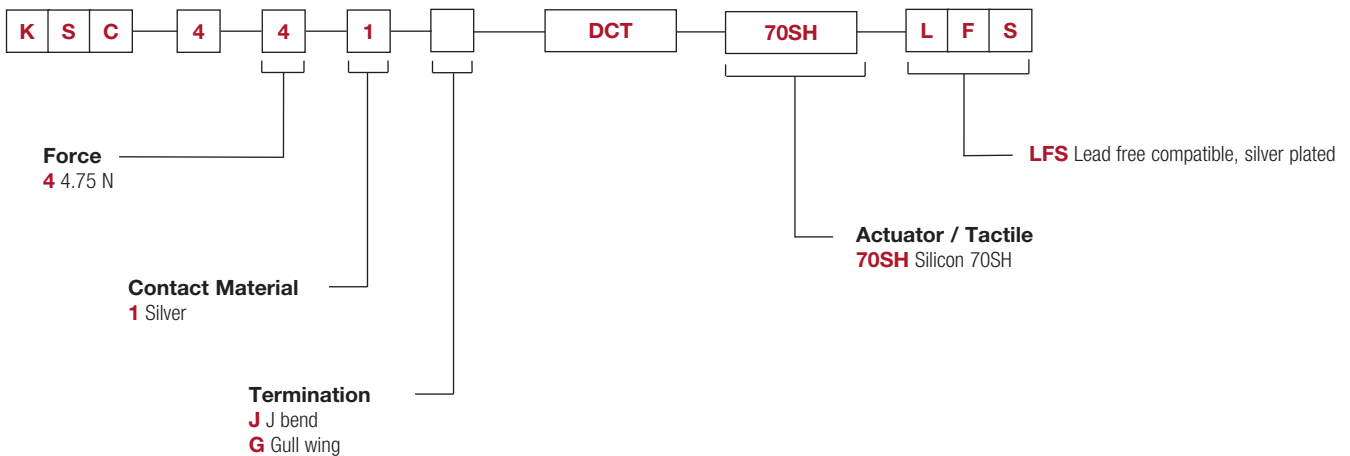 K S C 4 4 1 DCT 70SH L F S
Force
4 4.75 N
LFS Lead free compatible, silver plated
Actuator / Tactile
70SH Silicon 70SH
Contact Material
1 Silver
Termination
J J bend
G Gull wing